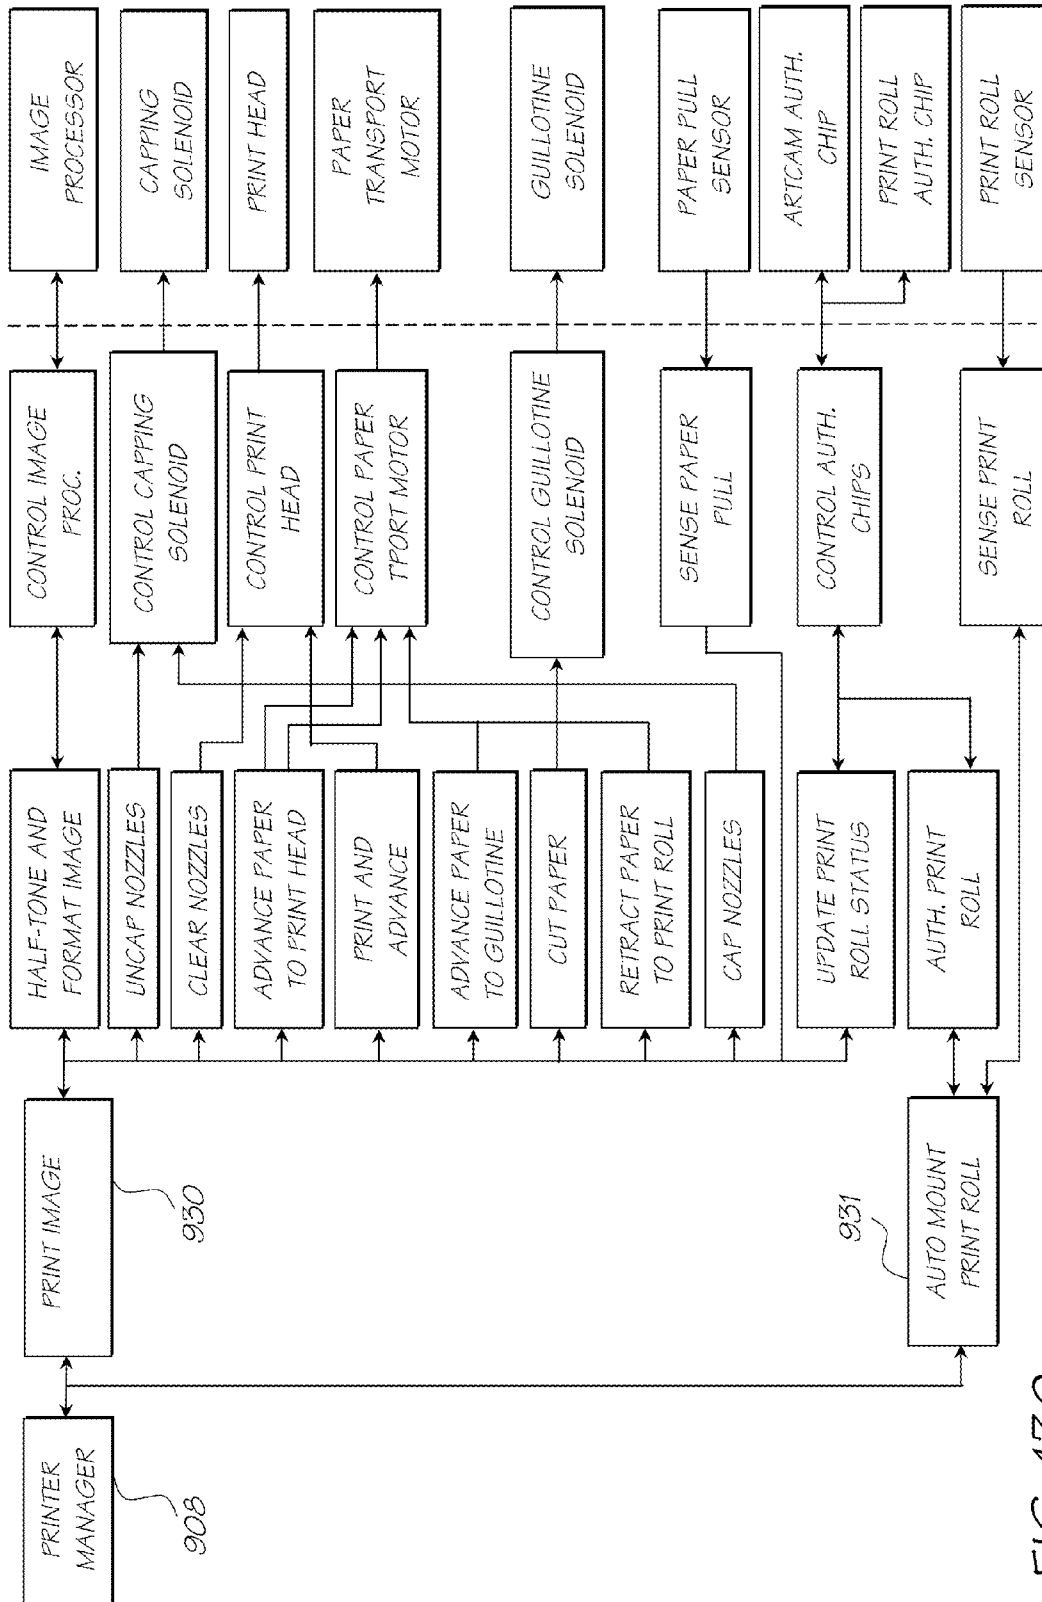 PRINTER
MANAGER
908
PRINT IMAGE
930
AUTO MOUNT
PRINT ROLL
931
HALF-TONE AND
FORMAT IMAGE
UNCAP NOZZLES
CLEAR NOZZLES
ADVANCE PAPER
TO PRINT HEAD
PRINT AND
ADVANCE
ADVANCE PAPER
TO GUILLOTINE
CUT PAPER
RETRACT PAPER
TO PRINT ROLL
CAP NOZZLES
UPDATE PRINT
ROLL STATUS
AUTH. PRINT
ROLL
CONTROL IMAGE
PROC.
CONTROL CAPPING
SOLENOID
CONTROL PRINT
HEAD
CONTROL PAPER
T'PORT MOTOR
CONTROL GUILLOTINE
SOLENOID
SENSE PAPER
PULL
CONTROL AUTH.
CHIPS
SENSE PRINT
ROLL
IMAGE
PROCESSOR
CAPPING
SOLENOID
PRINT HEAD
PAPER
TRANSPORT
MOTOR
GUILLOTINE
SOLENOID
PAPER PULL
SENSOR
ARTCAM AUTH.
CHIP
PRINT ROLL
AUTH. CHIP
PRINT ROLL
SENSOR
FIG.